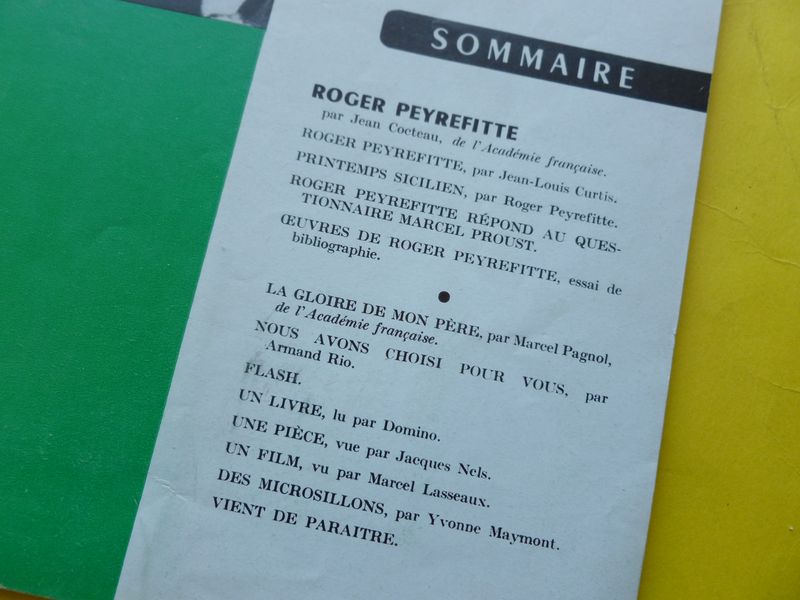 SOMMAIRE
ROGER PEYREFITTE
par Jean Cocteau, de l'Académie française.
ROGER PEYREFITTE, par Jean-Louis Curtis.
PRINTEMPS SICILIEN, par Roger Peyrefitte.
ROGER PEYREFITTE RÉPOND AU QUES-
TIONNAIRE MARCEL PROUST.
ŒUVRES DE ROGER PEYREFITTE, essai de
bibliographie.
LA GLOIRE DE MON PÈRE, par Marcel Pagnol,
de l'Académie française.
NOUS AVONS CHOISI POUR VOUS, par
Armand Rio.
FLASH.
UN LIVRE, lu par Domino.
UNE PIÈCE, vue par Jacques Nels.
UN FILM, vu par Marcel Lasseaux.
DES MICROSILLONS, par Yvonne Maymont.
VIENT DE PARAITRE.